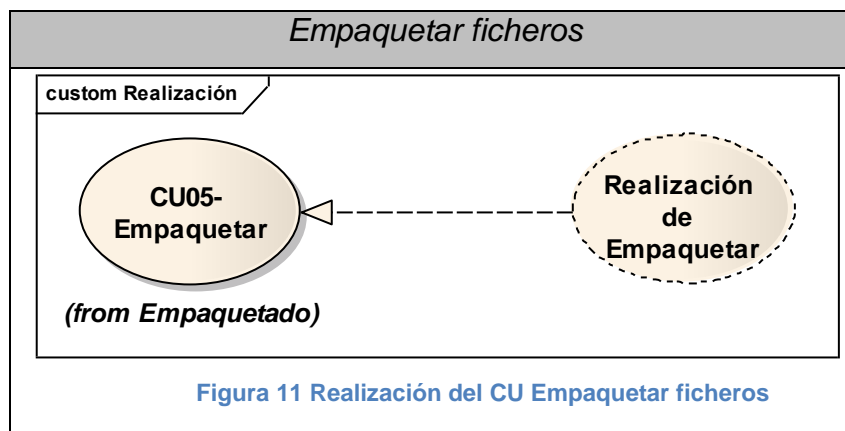 Empaquetar ficheros
custom Realización
CU05-
Empaquetar
Realización
de
Empaquetar
(from Empaquetado)
Figura 11 Realización del CU Empaquetar ficheros